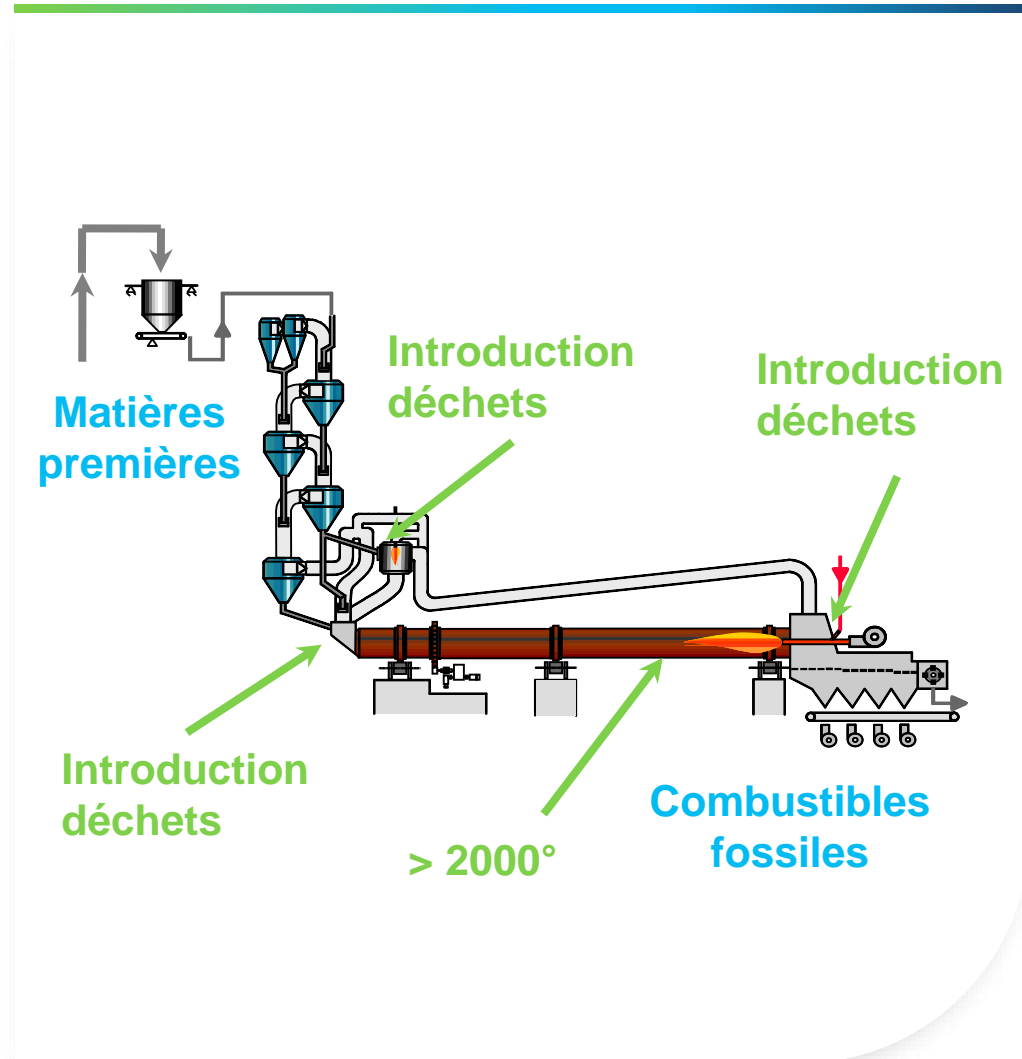 Introduction
déchets
Introduction
déchets
Matières
premières
Introduction
déchets
Combustibles
fossiles
> 2000°